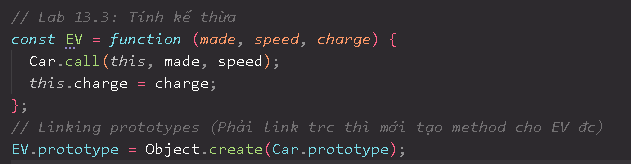 // Lab 13.3: Tính kế thừa
const EV = function (made, speed, charge) {
  Car.call(this, made, speed);
  this.charge = charge;
};
// Linking prototypes (Phải link trc thì mới tạo method cho EV đc)
EV.prototype = Object.create(Car.prototype);